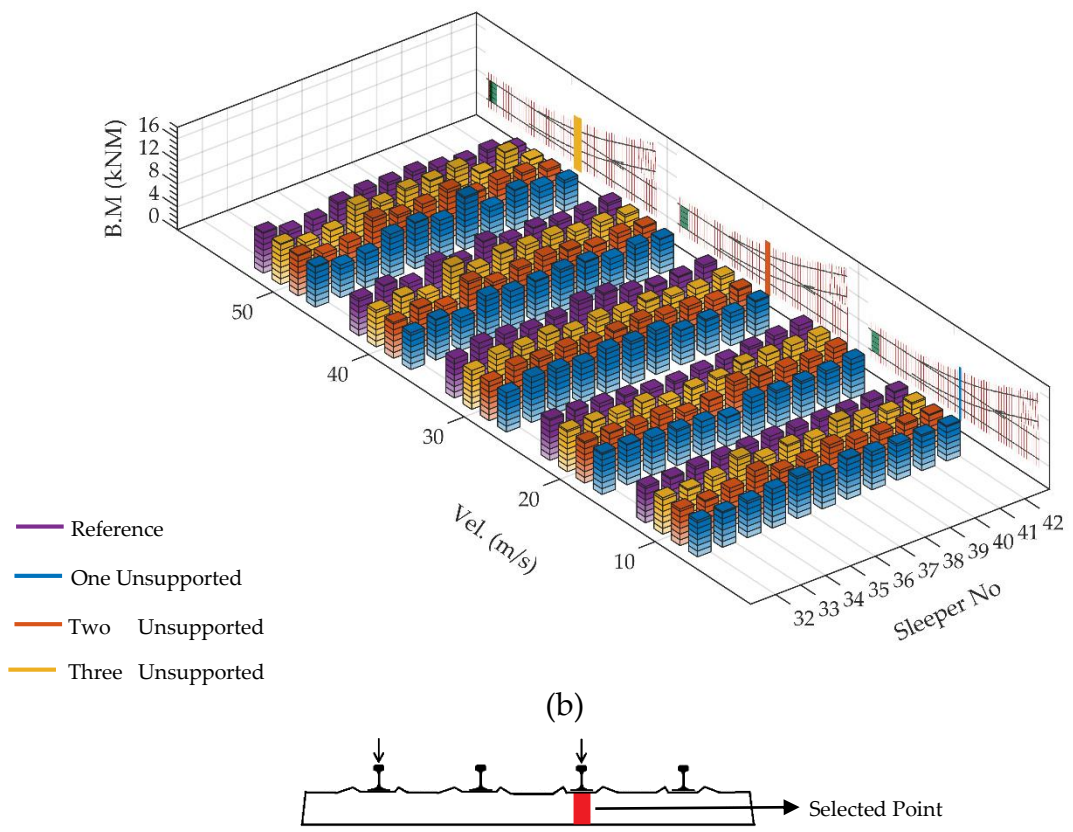 B.M (kNM)
16
12
8
4
0
50
40
30
20
10
Vel. (m/s)
32
33
34
35
36
37
38
39
40
41
42
Sleeper No
Reference
One Unsupported
Two Unsupported
Three Unsupported
(b)
Selected Point